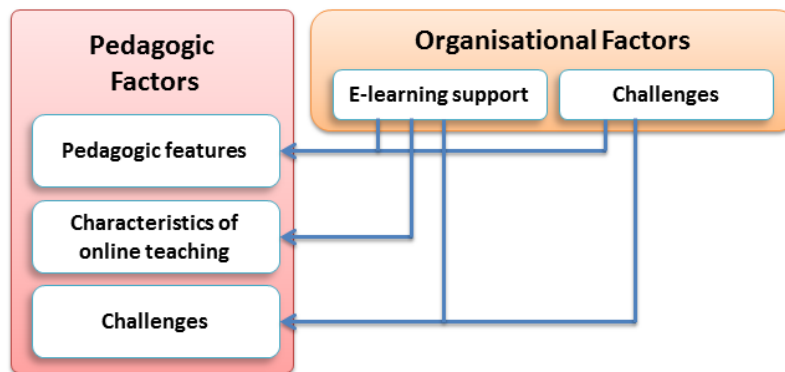 Pedagogic
Factors
Pedagogic features
Characteristics of
online teaching
Challenges
Organisational Factors
E-learning support
Challenges